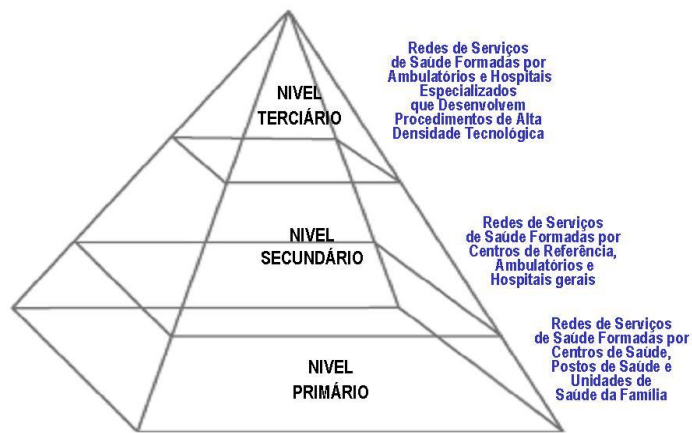 NIVEL
TERCIÁRIO
Redes de Serviços
de Saúde Formadas por
Ambulatórios e Hospitais
Especializados
que Desenvolvem
Procedimentos de Alta
Densidade Tecnológica
NIVEL
SECUNDÁRIO
Redes de Serviços
de Saúde Formadas por
Centros de Referência,
Ambulatórios e
Hospitais gerais
NIVEL
PRIMÁRIO
Redes de Serviços
de Saúde Formadas por
Centros de Saúde,
Postos de Saúde e
Unidades de
Saúde da Família